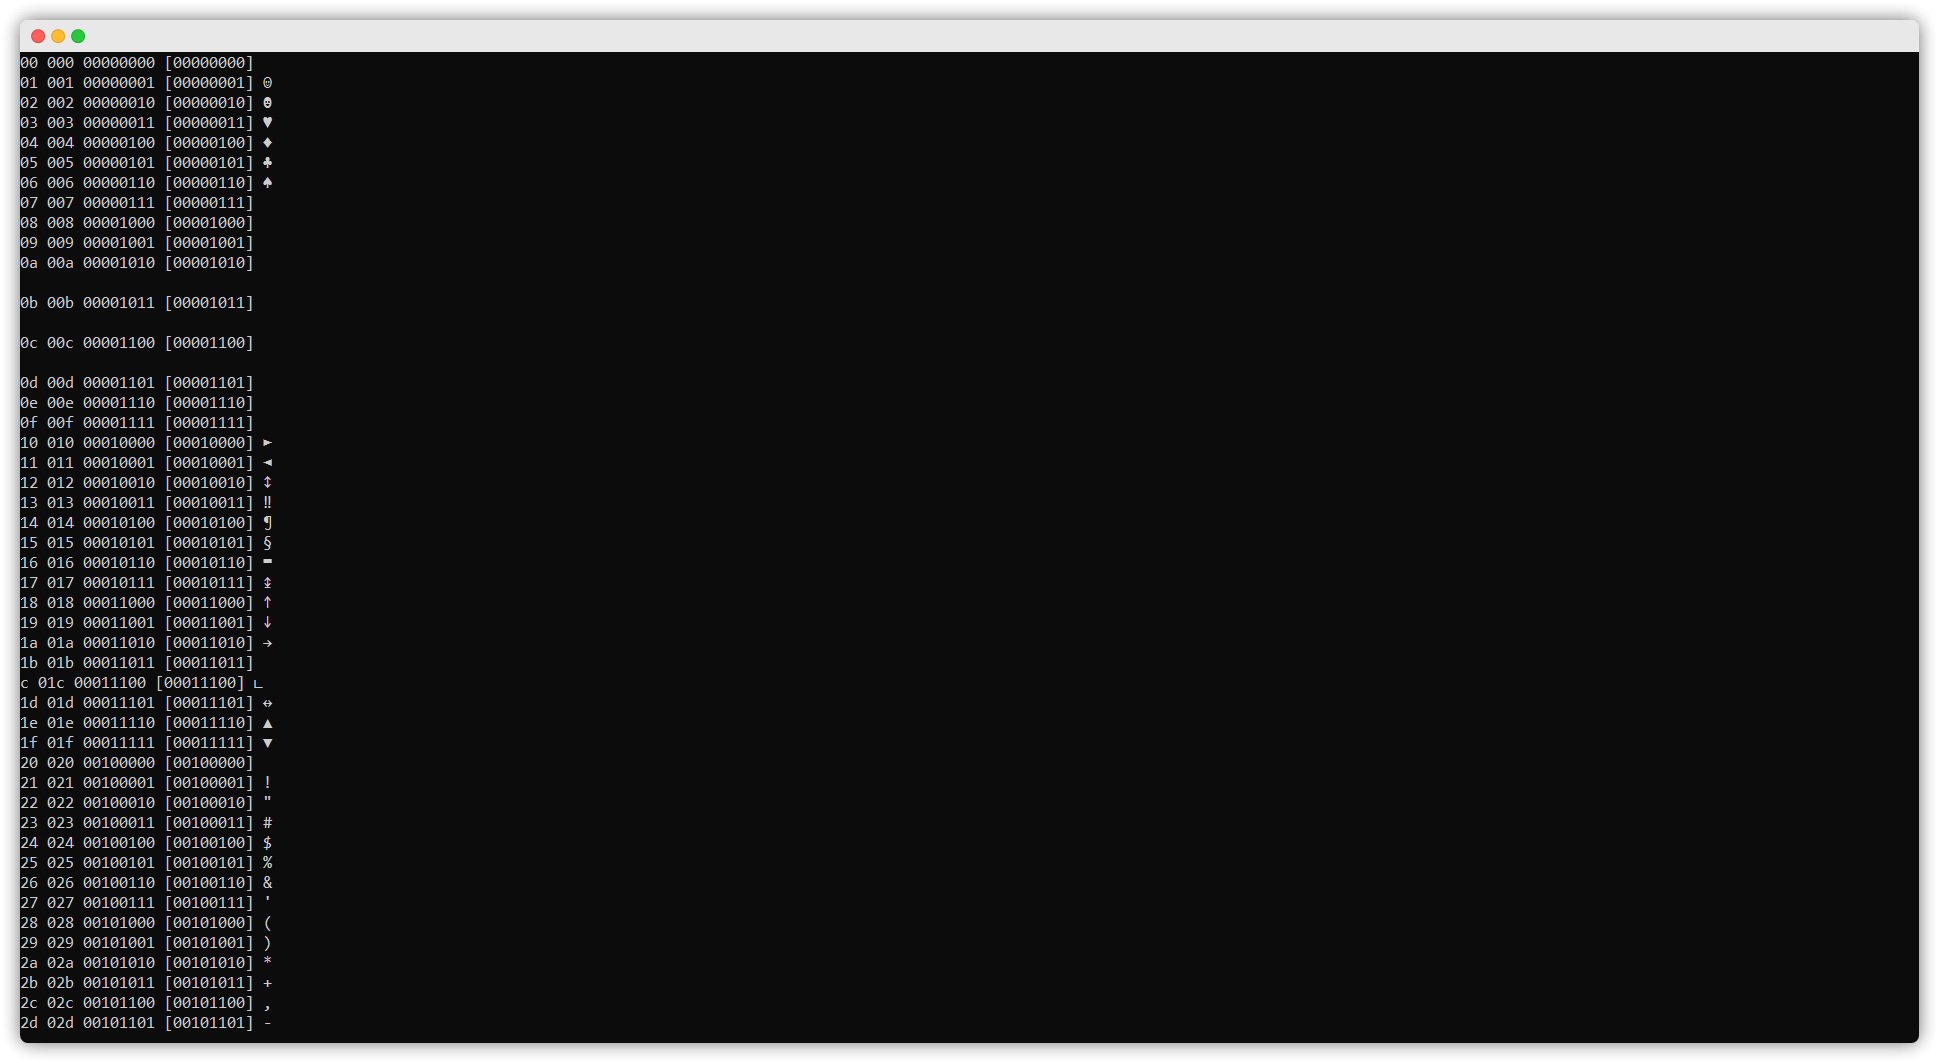 00 000 00000000 [00000000]
01 001 00000001 [00000001] ☺
02 002 00000010 [00000010] ☻
03 003 00000011 [00000011] ♥
04 004 00000100 [00000100] ♦
05 005 00000101 [00000101] ♣
06 006 00000110 [00000110] ♠
07 007 00000111 [00000111]
08 008 00001000 [00001000]
09 009 00001001 [00001001]
0a 00a 00001010 [00001010]
0b 00b 00001011 [00001011]
0c 00c 00001100 [00001100]
0d 00d 00001101 [00001101]
0e 00e 00001110 [00001110]
0f 00f 00001111 [00001111]
10 010 00010000 [00010000] ►
11 011 00010001 [00010001] ◄
12 012 00010010 [00010010] ↕
13 013 00010011 [00010011] ‼
14 014 00010100 [00010100] ¶
15 015 00010101 [00010101] §
16 016 00010110 [00010110] ▬
17 017 00010111 [00010111] ↨
18 018 00011000 [00011000] ↑
19 019 00011001 [00011001] ↓
1a 01a 00011010 [00011010] →
1b 01b 00011011 [00011011]
c 01c 00011100 [00011100] ∟
1d 01d 00011101 [00011101] ↔
1e 01e 00011110 [00011110] ▲
1f 01f 00011111 [00011111] ▼
20 020 00100000 [00100000]
21 021 00100001 [00100001] !
22 022 00100010 [00100010] "
23 023 00100011 [00100011] #
24 024 00100100 [00100100] $
25 025 00100101 [00100101] %
26 026 00100110 [00100110] &
27 027 00100111 [00100111] '
28 028 00101000 [00101000] (
29 029 00101001 [00101001] )
2a 02a 00101010 [00101010] *
2b 02b 00101011 [00101011] +
2c 02c 00101100 [00101100] ,
2d 02d 00101101 [00101101] -